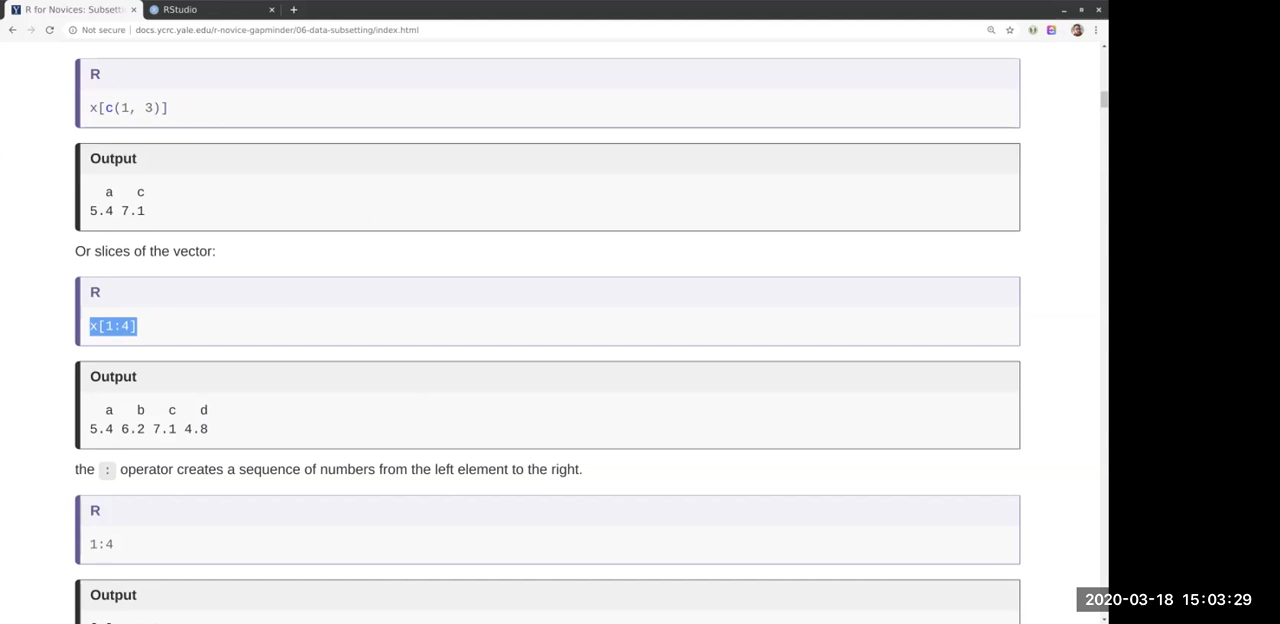 R for Novices: Subsetti
RStudio
Not secure
docs.ycrc.yale.edu/r-novice-gapminder/06-data-subsetting/index.html
R
x[c(1, 3)]
Output
a c
5.4 7.1
Or slices of the vector:
R
x[1:4]
Output
a b c d
5.4 6.2 7.1 4.8
the : operator creates a sequence of numbers from the left element to the right.
R
1:4
Output
2020-03-18 15:03:29